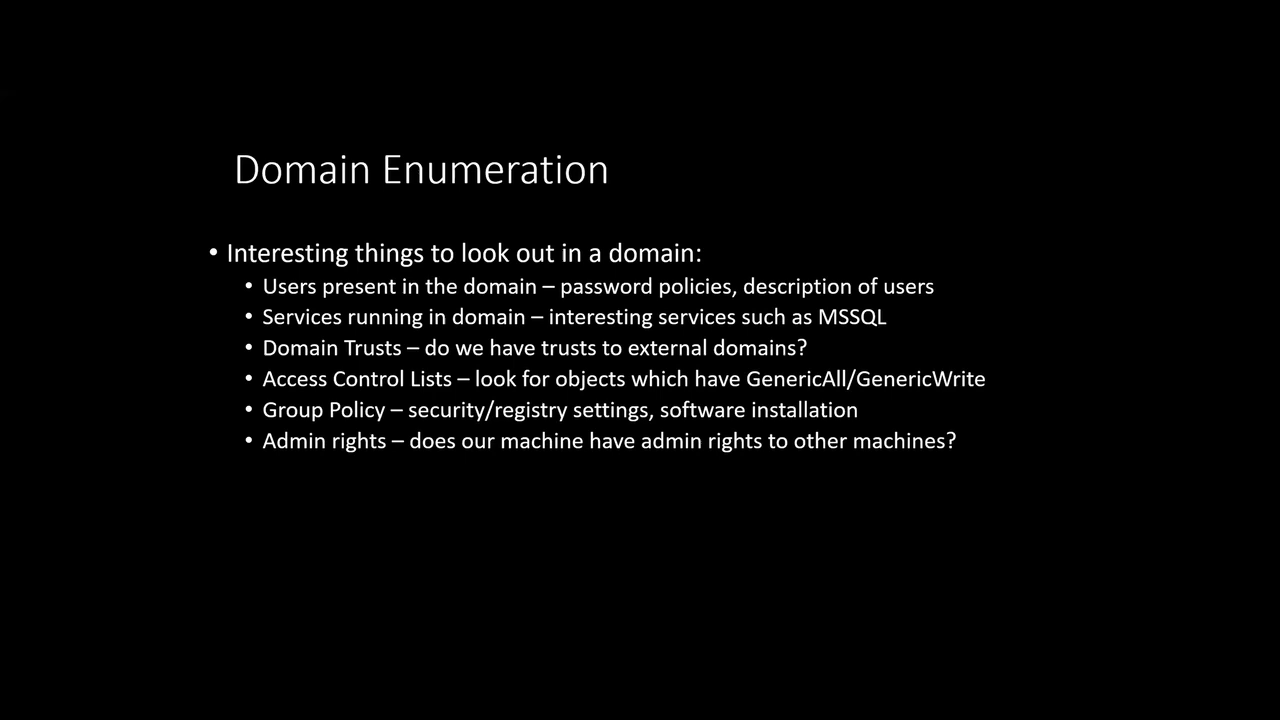 Domain Enumeration
• Interesting things to look out in a domain:
• Users present in the domain – password policies, description of users
• Services running in domain – interesting services such as MSSQL
• Domain Trusts – do we have trusts to external domains?
• Access Control Lists – look for objects which have GenericAll/GenericWrite
• Group Policy – security/registry settings, software installation
• Admin rights – does our machine have admin rights to other machines?